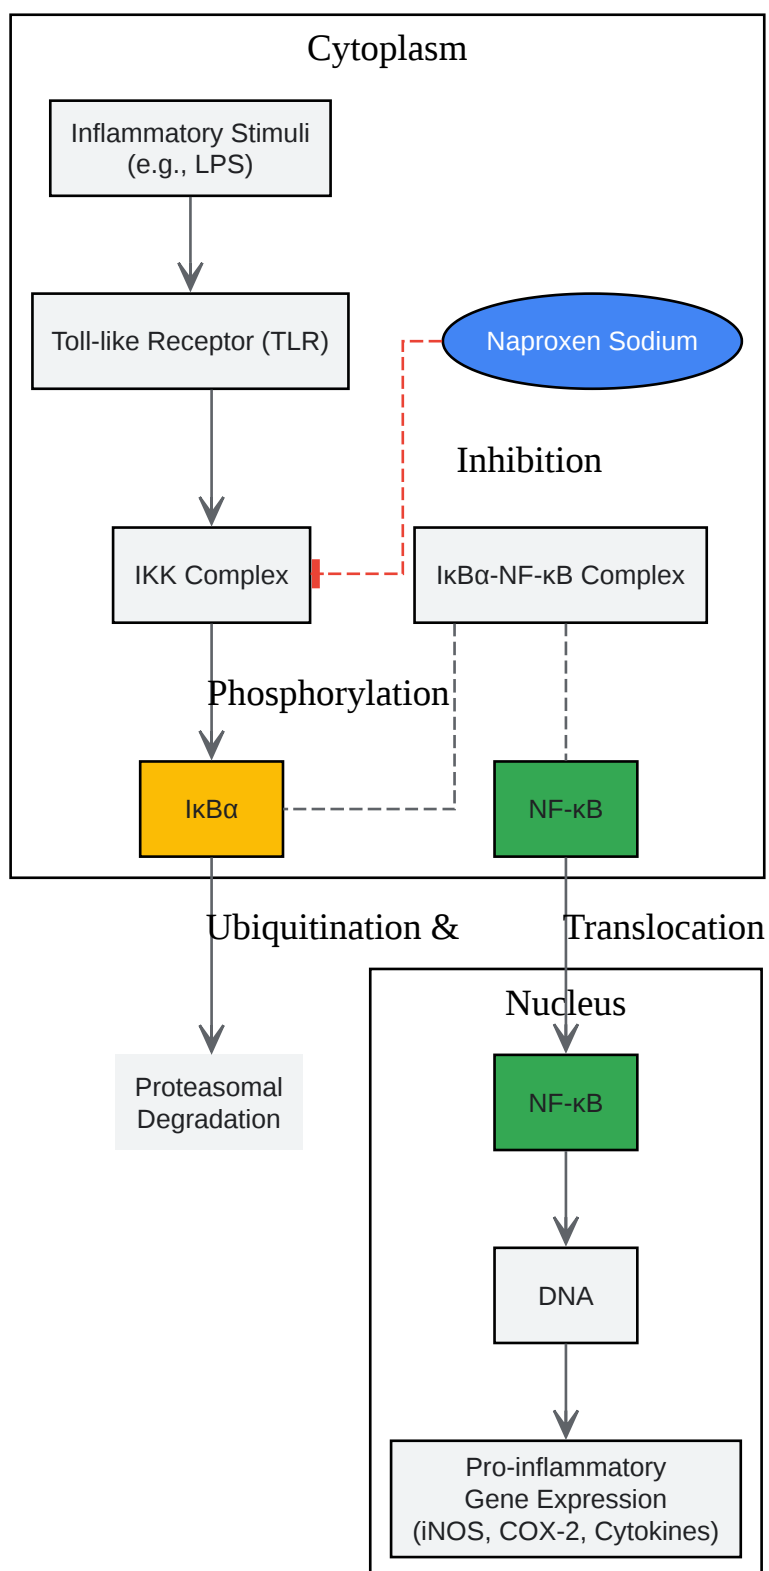 Cytoplasm
Inflammatory Stimuli
(e.g., LPS)
Toll-like Receptor (TLR)
Naproxen Sodium
Inhibition
IKK Complex
IκBα-NF-κB Complex
Phosphorylation
IκBα
NF-κB
Ubiquitination &
Translocation
Nucleus
Proteasomal
Degradation
NF-κB
DNA
Pro-inflammatory
Gene Expression
(iNOS, COX-2, Cytokines)